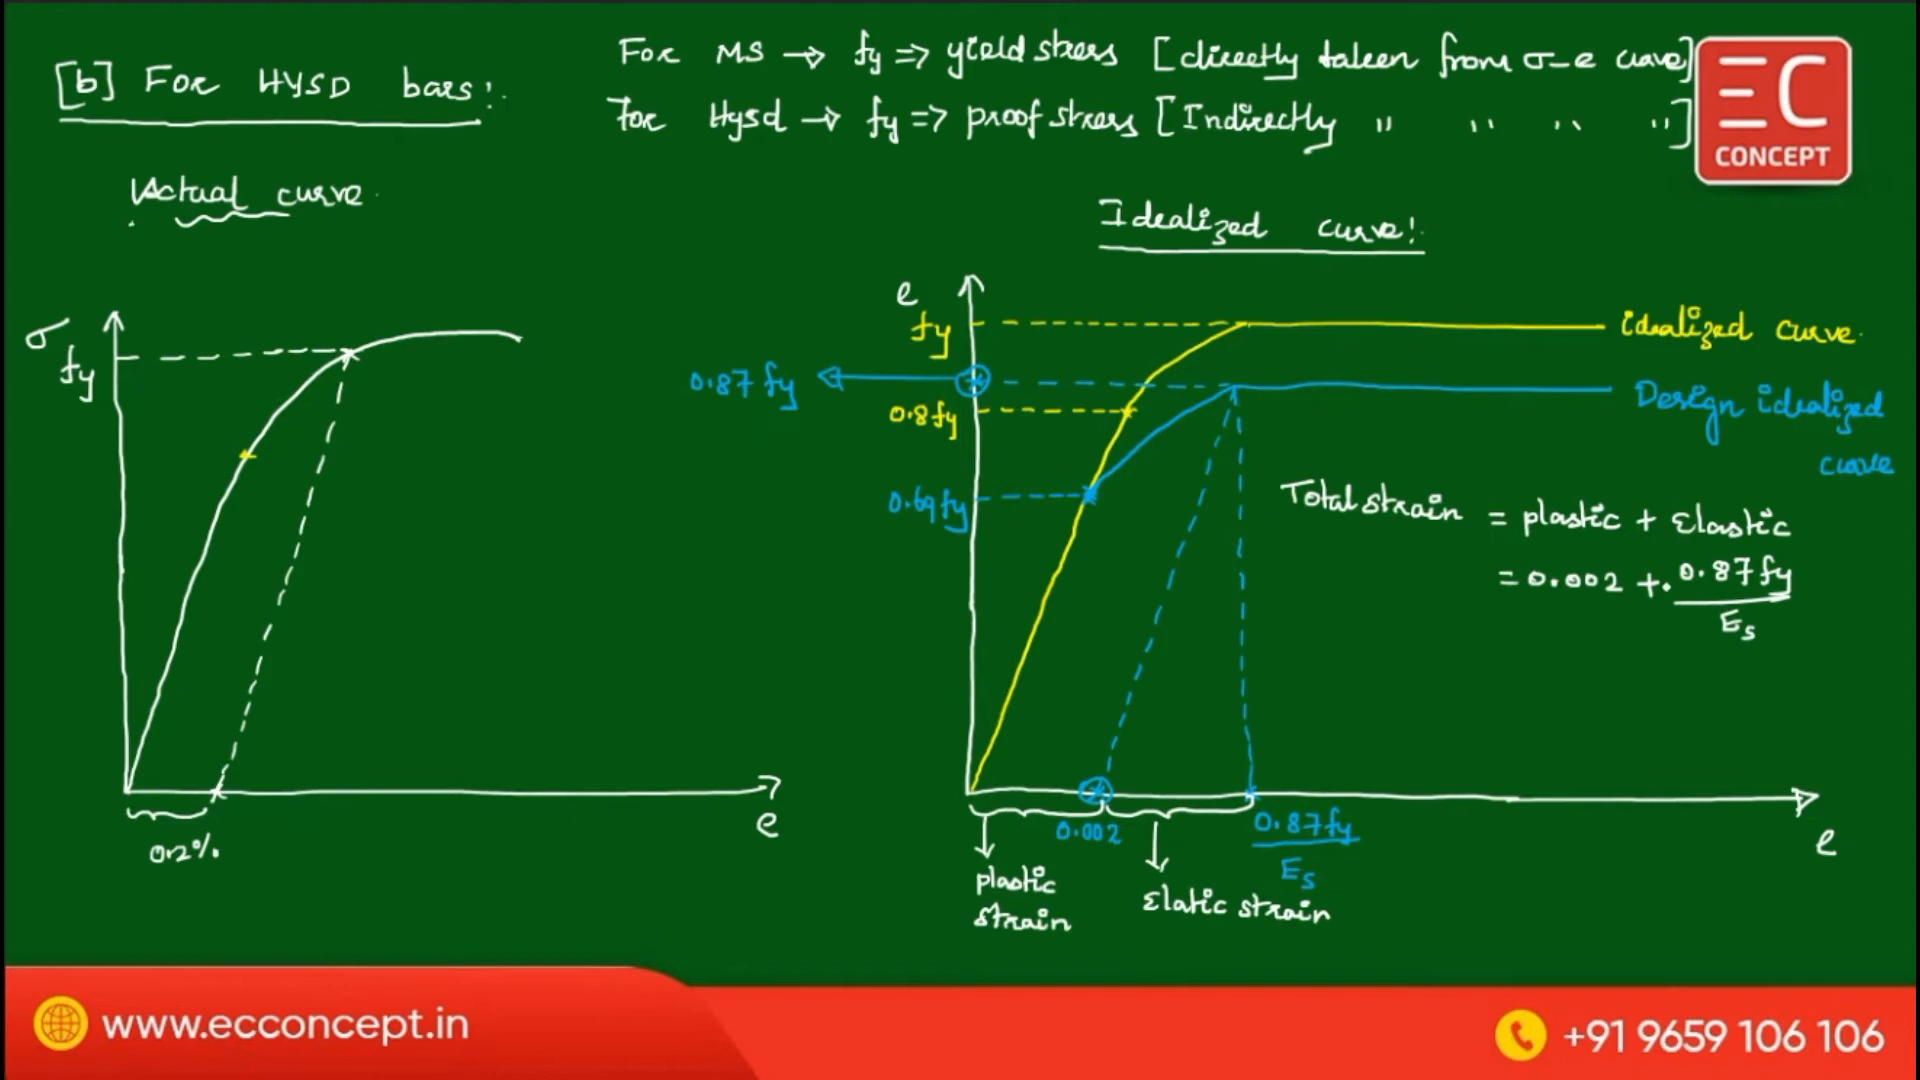 [b] For HYSD bars:
For MS → fy => yield stress [directly taken from σ-e curve]
For Hysd → fy => proof stress [Indirectly " " " "]
EC
CONCEPT
Actual curve
Idealized curve:
σ
fy
e
0.2%
e
fy
idealized curve
0.87 fy
0.8fy
0.69fy
Design idealized
curve
Total strain = plastic + Elastic
= 0.002 + 0.87 fy
Es
0.002
0.87fy
Es
e
plastic
strain
Elatic strain
www.ecconcept.in
+91 9659 106 106